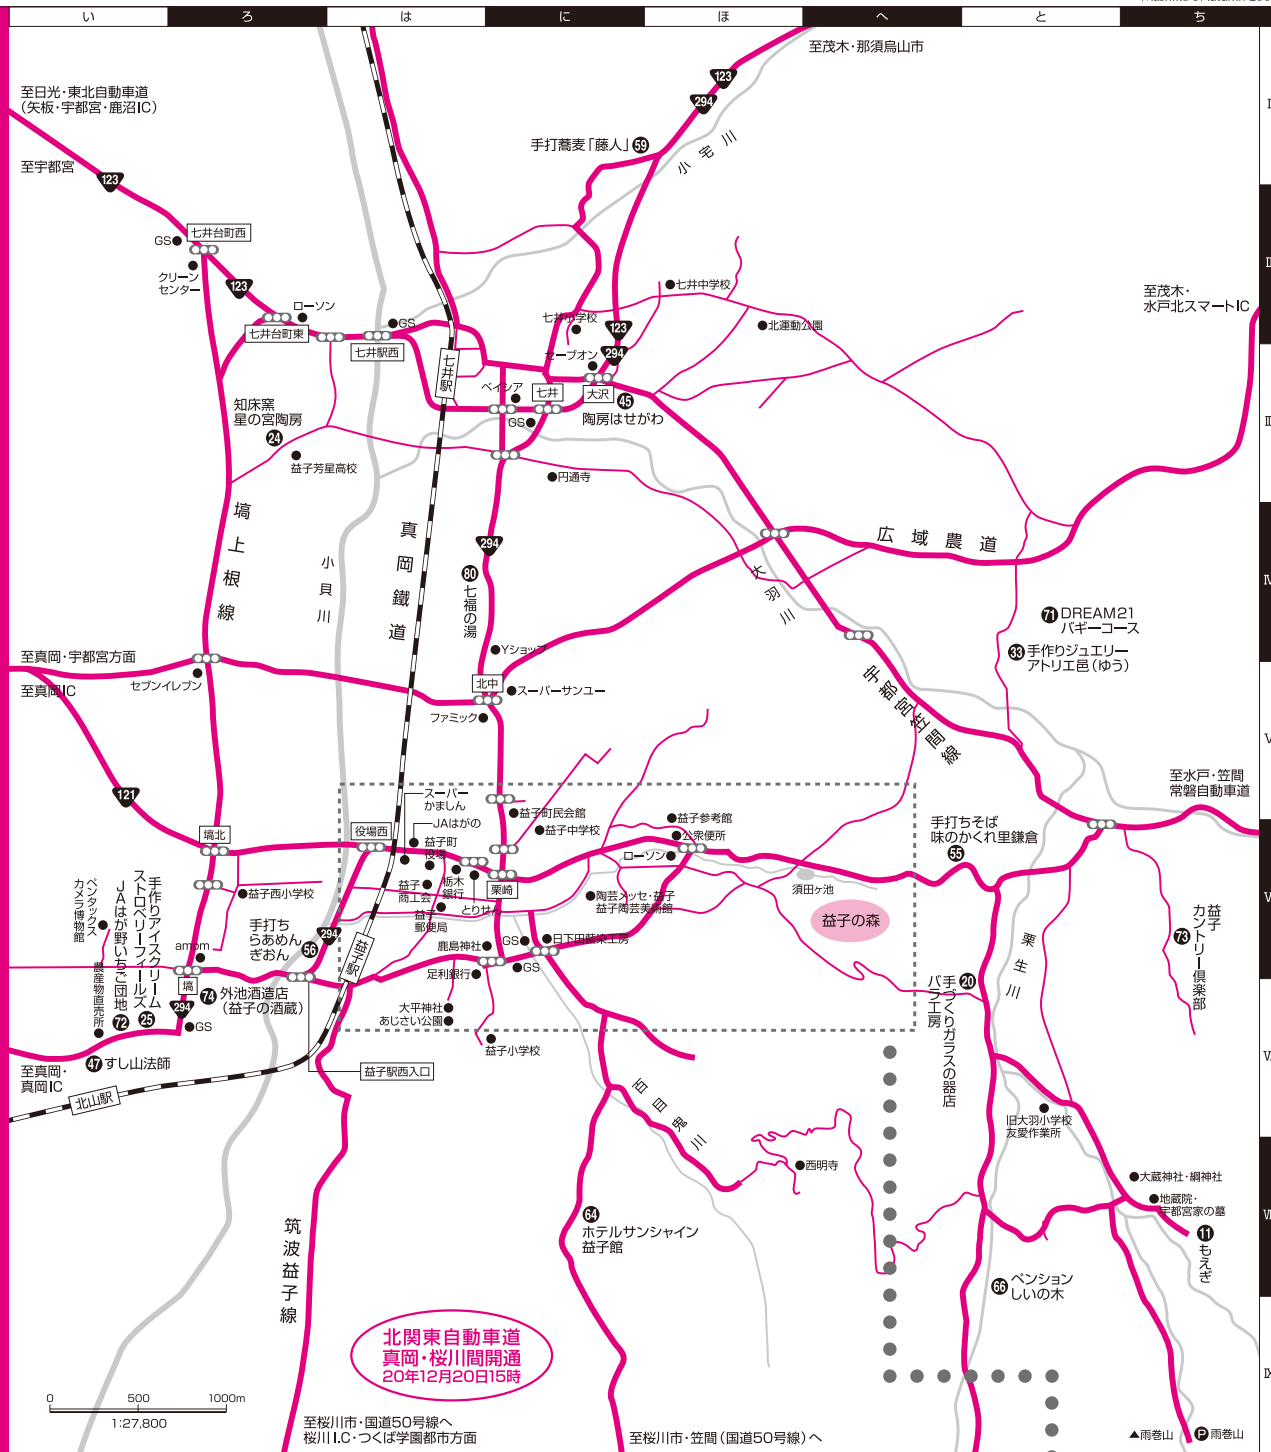 い
ろ
は
に
ほ
へ
と
ち
至茂木・那須烏山市
至日光・東北自動車道
(矢板・宇都宮・鹿沼IC)
123
294
手打蕎麦「藤人」59
小宅川
至宇都宮
123
七井台町西
GS
クリーン
センター
123
ローソン
七井台町東
GS
七井駅西
七井駅
七井中学校
七井小学校
北運動公園
至茂木・
水戸北スマートIC
123
294
セーブオン
ベイシア
七井
大沢
45
陶房はせがわ
GS
知床窯
星の宮陶房
24
益子芳星高校
円通寺
塙上根線
小貝川
真岡鐵道
294
80
七福の湯
広域農道
大羽川
71 DREAM21
バギーコース
33 手作りジュエリー
アトリエ邑(ゆう)
Yショップ
至真岡・宇都宮方面
至真岡IC
セブンイレブン
北中
スーパーサンユー
ファミック
宇都宮笠間線
至水戸・笠間
常磐自動車道
121
スーパー
かましん
JAはがの
益子町民会館
益子中学校
益子参考館
公衆便所
ローソン
手打ちそば
味のかくれ里鎌倉
55
塙北
役場西
益子町
役場
益子
商工会
栃木
銀行
とりせん
栗崎
益子
郵便局
須田ヶ池
陶芸メッセ・益子
益子陶芸美術館
益子の森
益子西小学校
ペンタックス
カメラ博物館
JAはが野いちご団地
72
手作りアイスクリーム
ストロベリーフィールズ
25
農産物直売所
手打ち
らあめん
ぎおん
56
294
益子駅
鹿島神社
GS
日下田藍染工房
足利銀行
GS
大平神社
あじさい公園
益子小学校
ampm
塙
74
外池酒造店
(益子の酒蔵)
294
GS
47 すし山法師
至真岡・
真岡IC
北山駅
益子駅西入口
栗生川
73
益子
カントリー倶楽部
20
手づくりガラスの器店
バラ工房
百目鬼川
旧大羽小学校
友愛作業所
西明寺
大蔵神社・綱神社
地蔵院・
宇都宮家の墓
11
もえぎ
64
ホテルサンシャイン
益子館
66 ペンション
しいの木
筑波益子線
北関東自動車道
真岡・桜川間開通
20年12月20日15時
0 500 1000m
1:27,800
至桜川市・国道50号線へ
桜川I.C・つくば学園都市方面
至桜川市・笠間(国道50号線)へ
▲雨巻山
P 雨巻山